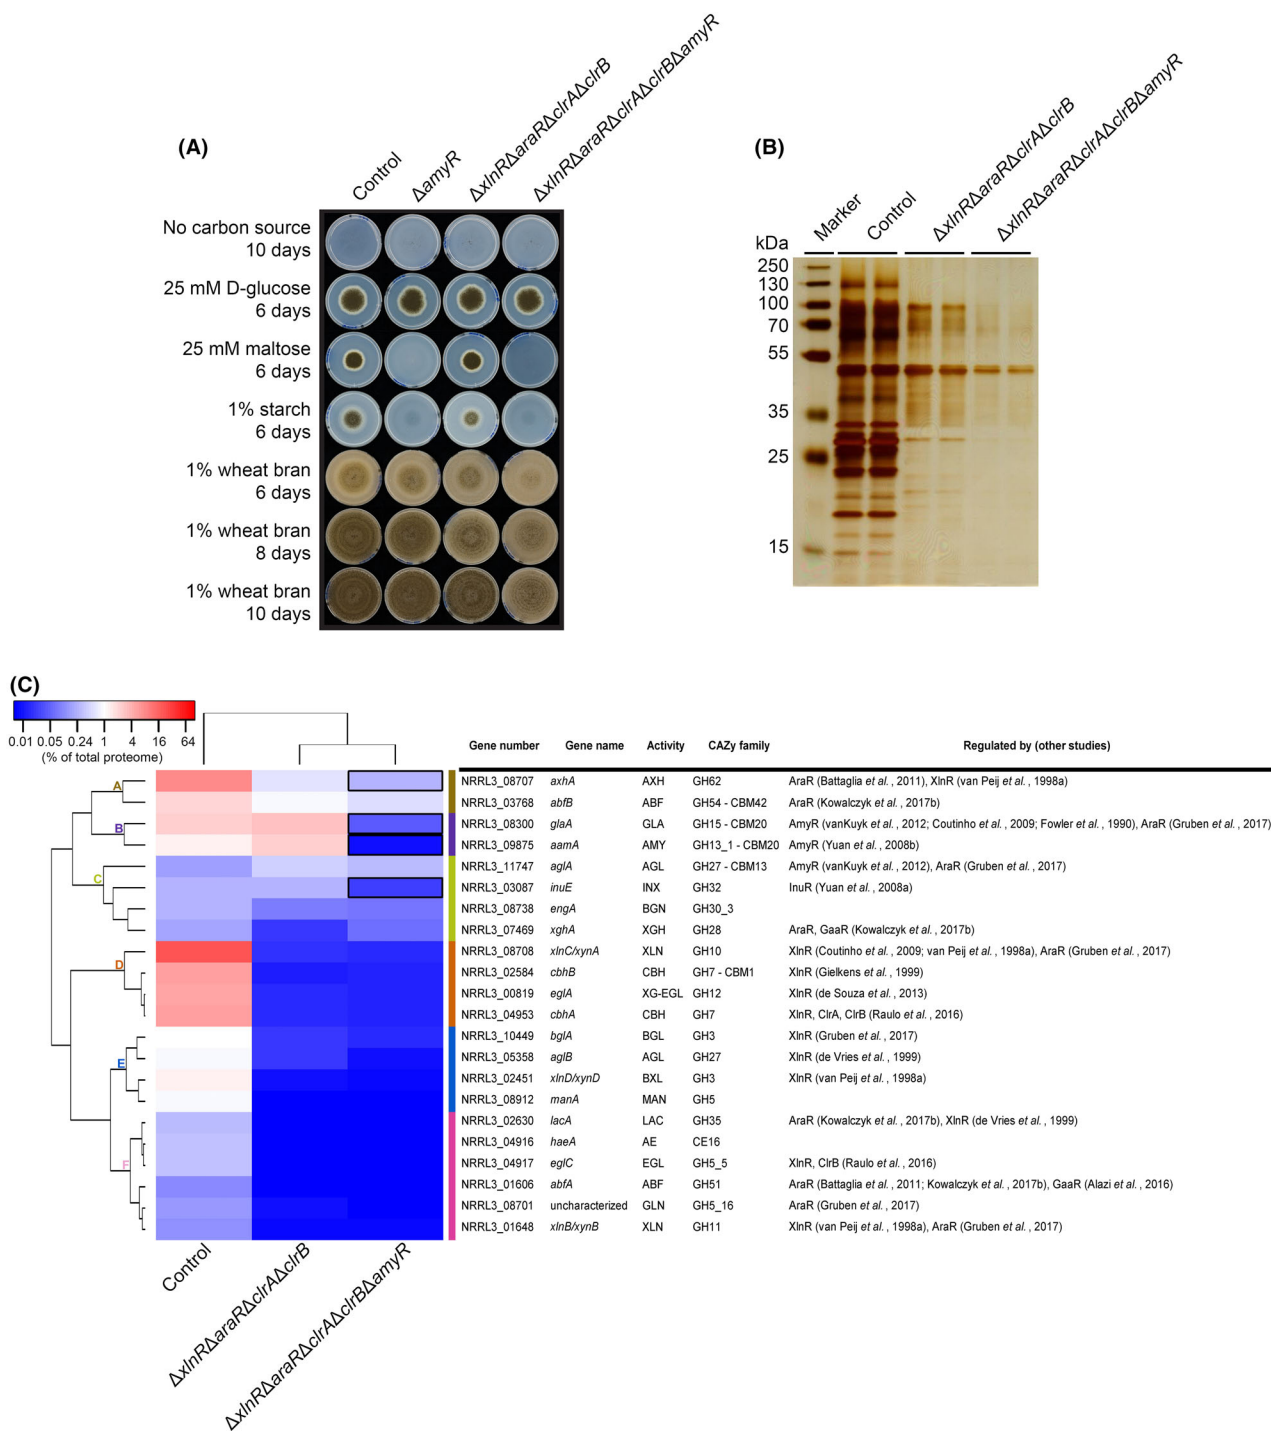 (A)
Control
ΔamyR
ΔxlnRΔaraRΔclrAΔclrB
ΔxlnRΔaraRΔclrAΔclrBΔamyR
No carbon source
10 days
25 mM D-glucose
6 days
25 mM maltose
6 days
1% starch
6 days
1% wheat bran
6 days
1% wheat bran
8 days
1% wheat bran
10 days
(B)
Marker
Control
ΔxlnRΔaraRΔclrAΔclrB
ΔxlnRΔaraRΔclrAΔclrBΔamyR
kDa
250
130
100
70
55
35
25
15
(C)
0.01 0.05 0.24 1 4 16 64
(% of total proteome)
A
B
C
D
E
F
Gene number Gene name Activity CAZy family Regulated by (other studies)
NRRL3_08707 axhA AXH GH62 AraR (Battaglia et al., 2011), XlnR (van Peij et al., 1998a)
NRRL3_03768 abfB ABF GH54 - CBM42 AraR (Kowalczyk et al., 2017b)
NRRL3_08300 glaA GLA GH15 - CBM20 AmyR (vanKuyk et al., 2012; Coutinho et al., 2009; Fowler et al., 1990), AraR (Gruben et al., 2017)
NRRL3_09875 aamA AMY GH13_1 - CBM20 AmyR (Yuan et al., 2008b)
NRRL3_11747 aglA AGL GH27 - CBM13 AmyR (vanKuyk et al., 2012), AraR (Gruben et al., 2017)
NRRL3_03087 inuE INX GH32 InuR (Yuan et al., 2008a)
NRRL3_08738 engA BGN GH30_3
NRRL3_07469 xghA XGH GH28 AraR, GaaR (Kowalczyk et al., 2017b)
NRRL3_08708 xlnC/xynA XLN GH10 XlnR (Coutinho et al., 2009; van Peij et al., 1998a), AraR (Gruben et al., 2017)
NRRL3_02584 cbhB CBH GH7 - CBM1 XlnR (Gielkens et al., 1999)
NRRL3_00819 eglA XG-EGL GH12 XlnR (de Souza et al., 2013)
NRRL3_04953 cbhA CBH GH7 XlnR, ClrA, ClrB (Raulo et al., 2016)
NRRL3_10449 bglA BGL GH3 XlnR (Gruben et al., 2017)
NRRL3_05358 aglB AGL GH27 XlnR (de Vries et al., 1999)
NRRL3_02451 xlnD/xynD BXL GH3 XlnR (van Peij et al., 1998a)
NRRL3_08912 manA MAN GH5
NRRL3_02630 lacA LAC GH35 AraR (Kowalczyk et al., 2017b), XlnR (de Vries et al., 1999)
NRRL3_04916 haeA AE CE16
NRRL3_04917 eglC EGL GH5_5 XlnR, ClrB (Raulo et al., 2016)
NRRL3_01606 abfA ABF GH51 AraR (Battaglia et al., 2011; Kowalczyk et al., 2017b), GaaR (Alazi et al., 2016)
NRRL3_08701 uncharacterized GLN GH5_16 AraR (Gruben et al., 2017)
NRRL3_01648 xlnB/xynB XLN GH11 XlnR (van Peij et al., 1998a), AraR (Gruben et al., 2017)
Control
ΔxlnRΔaraRΔclrAΔclrB
ΔxlnRΔaraRΔclrAΔclrBΔamyR